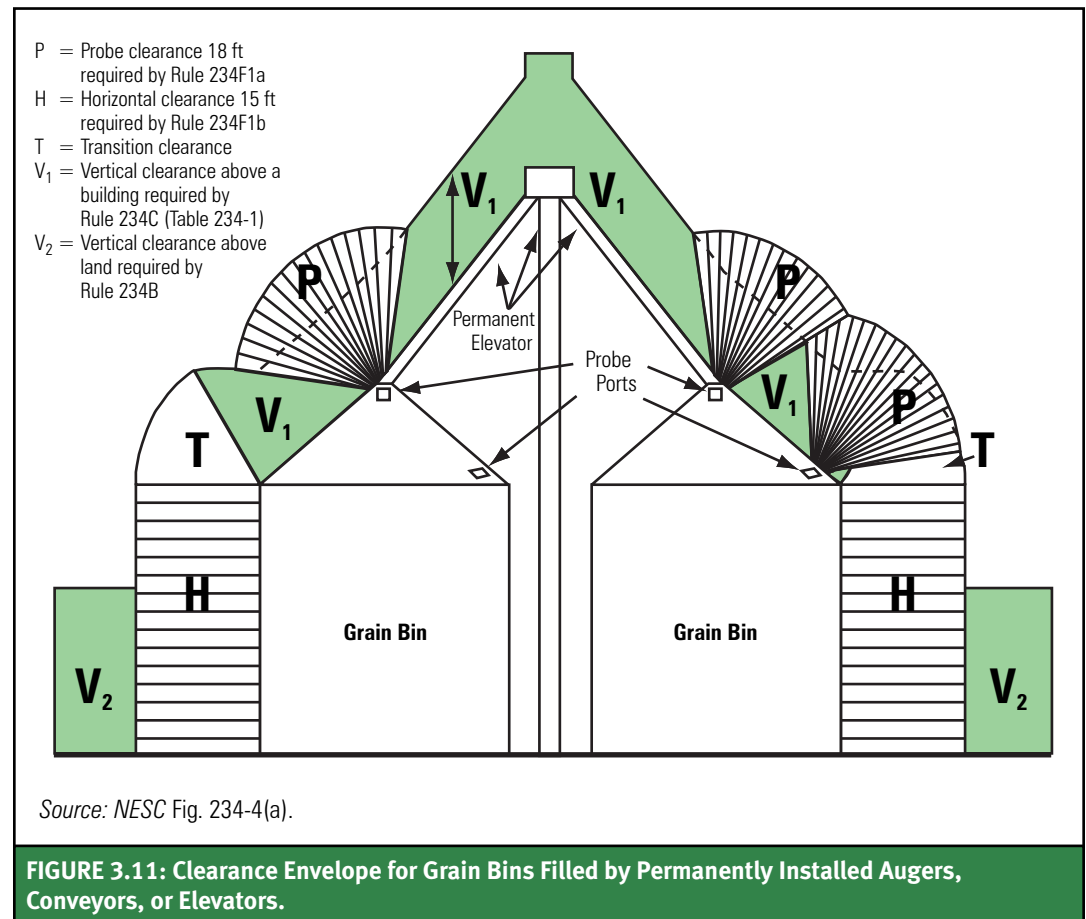 P = Probe clearance 18 ft
required by Rule 234F1a
H = Horizontal clearance 15 ft
required by Rule 234F1b
T = Transition clearance
V1 = Vertical clearance above a
building required by
Rule 234C (Table 234-1)
V2 = Vertical clearance above
land required by
Rule 234B
V1
V1
P
P
Permanent
Elevator
Probe
Ports
V1
V1
P
T
T
H
H
Grain Bin
Grain Bin
V2
V2
Source: NESC Fig. 234-4(a).
FIGURE 3.11: Clearance Envelope for Grain Bins Filled by Permanently Installed Augers,
Conveyors, or Elevators.